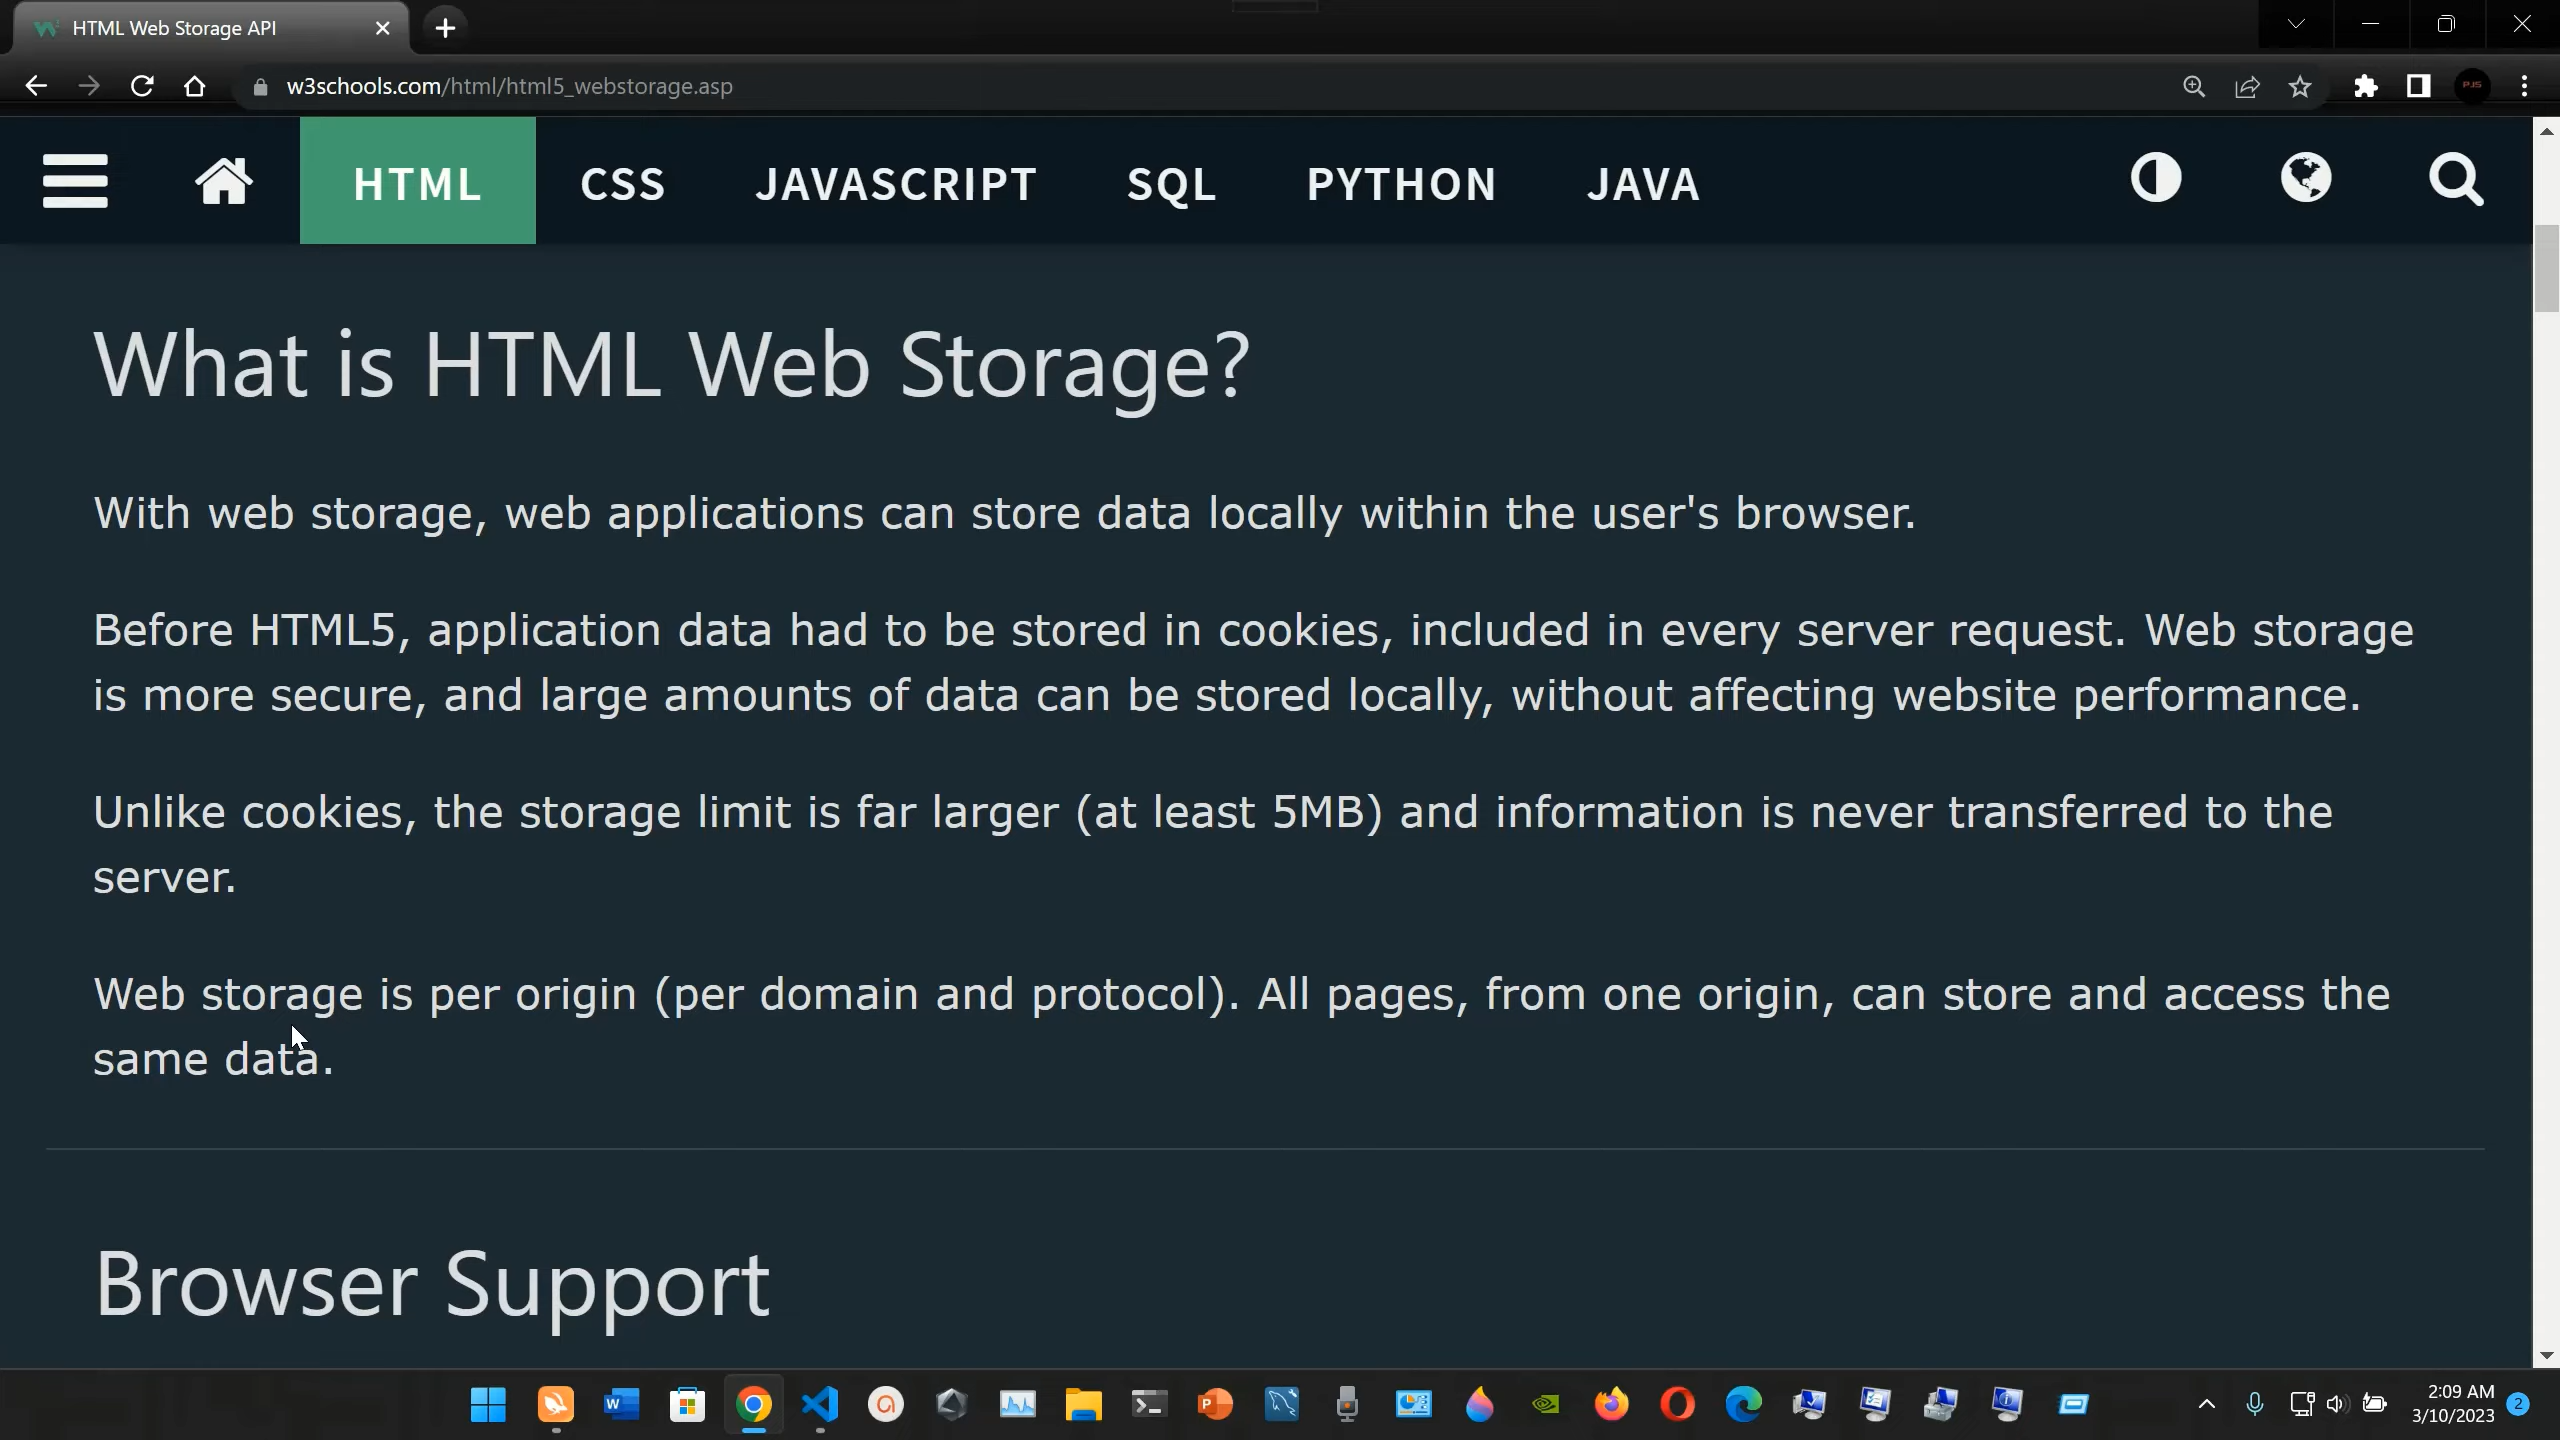 HTML Web Storage API
w3schools.com/html/html5_webstorage.asp
PJS
HTML CSS JAVASCRIPT SQL PYTHON JAVA
What is HTML Web Storage?
With web storage, web applications can store data locally within the user's browser.
Before HTML5, application data had to be stored in cookies, included in every server request. Web storage
is more secure, and large amounts of data can be stored locally, without affecting website performance.
Unlike cookies, the storage limit is far larger (at least 5MB) and information is never transferred to the
server.
Web storage is per origin (per domain and protocol). All pages, from one origin, can store and access the
same data.
Browser Support
2:09 AM
3/10/2023
2